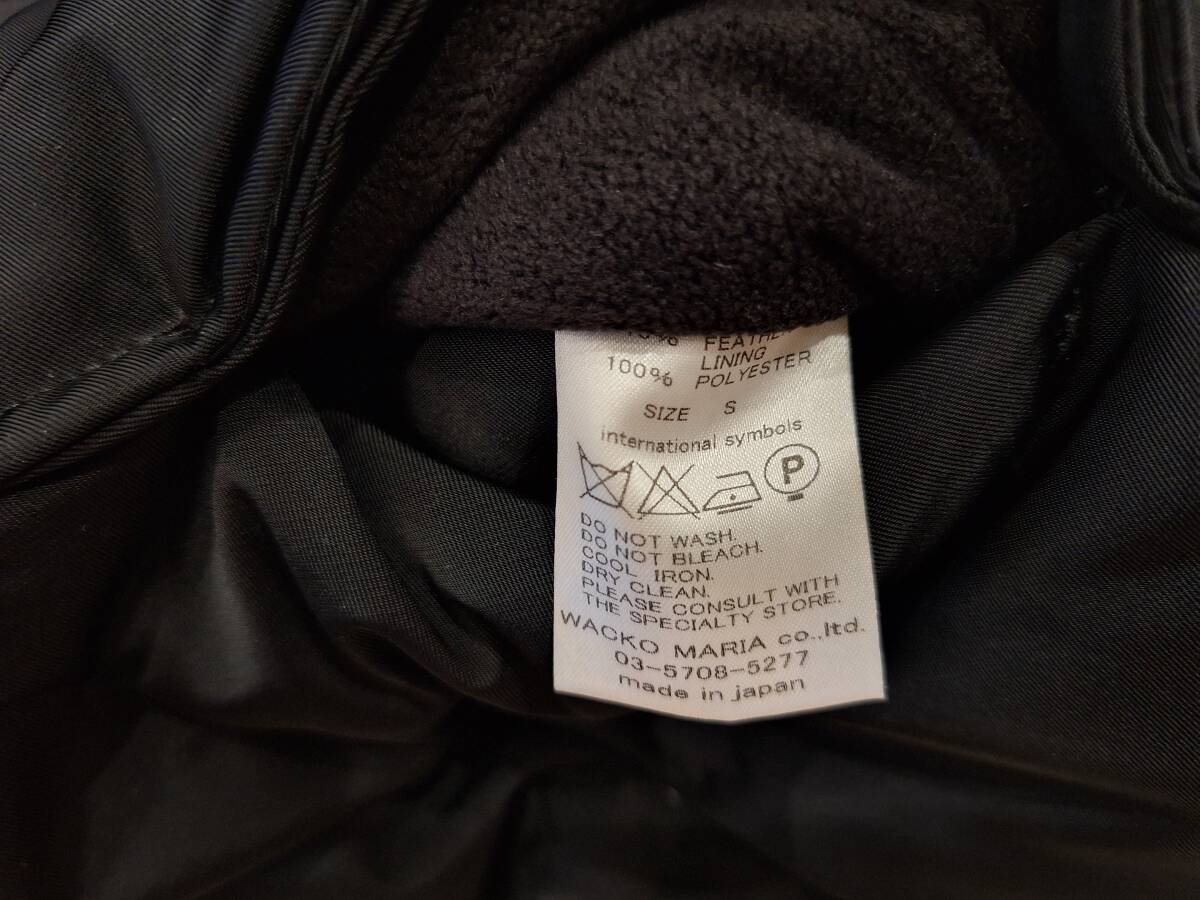 FEATHER
100% LINING
POLYESTER
SIZE S
international symbols
P
DO NOT WASH.
DO NOT BLEACH.
COOL IRON.
DRY CLEAN.
PLEASE CONSULT WITH
THE SPECIALTY STORE.
WACKO MARIA co.,ltd.
03-5708-5277
made in japan